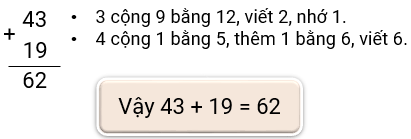 43
+
19
62
• 3 cộng 9 bằng 12, viết 2, nhớ 1.
• 4 cộng 1 bằng 5, thêm 1 bằng 6, viết 6.
Vậy 43 + 19 = 62